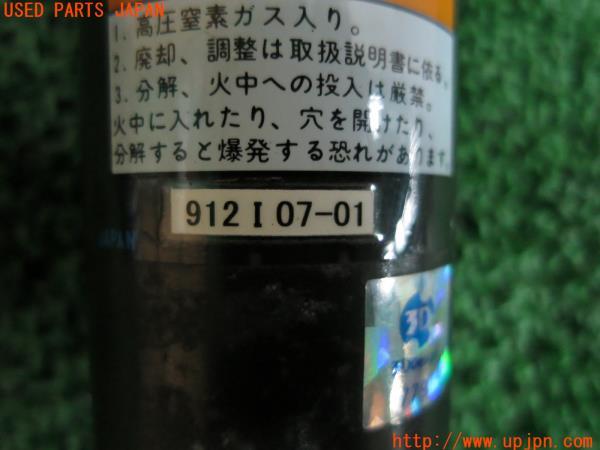 USED PARTS JAPAN
1. 高圧窒素ガス入り。
2. 廃却、調整は取扱説明書に依る。
3. 分解、火中への投入は厳禁。
火中に入れたり、穴を開けたり、
分解すると爆発する恐れがあります。
912 I 07-01
JAPAN
3D
http://www.upjpn.com/